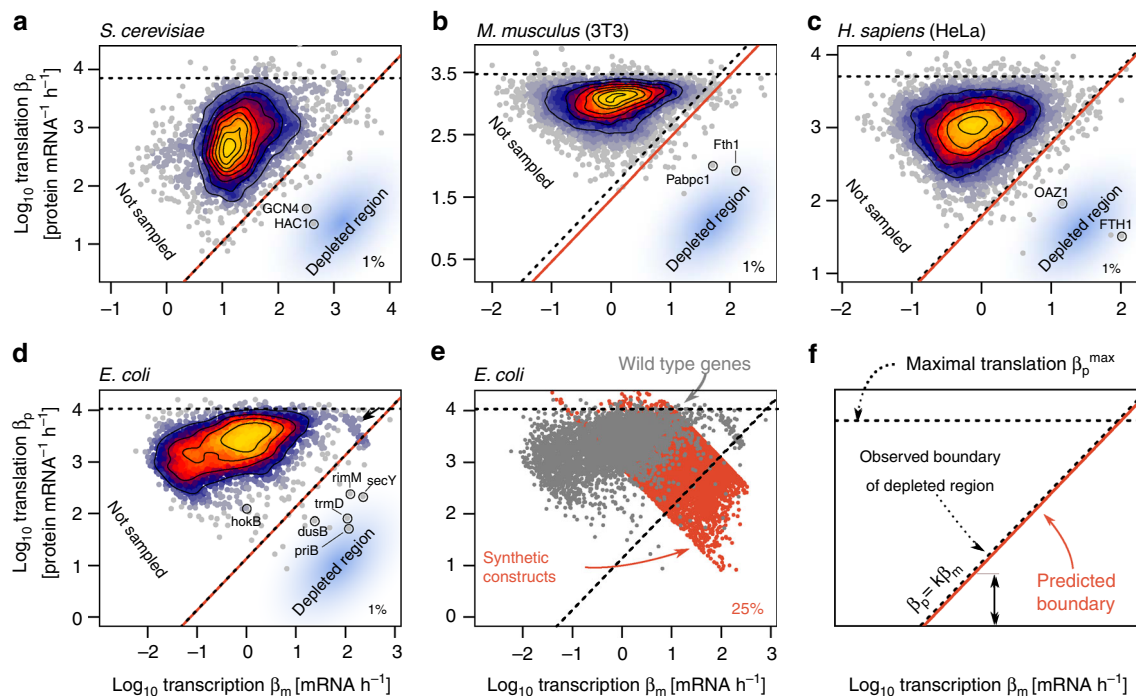 a S. cerevisiae
b M. musculus (3T3)
c H. sapiens (HeLa)
Log10 translation βp
[protein mRNA⁻¹ h⁻¹]
4
3
2
1
Not sampled
GCN4
HAC1
Depleted region
1%
−1 0 1 2 3 4
3.5
2.5
1.5
0.5
Not sampled
Fth1
Pabpc1
Depleted region
1%
−2 −1 0 1 2
4
3
2
1
Not sampled
OAZ1
FTH1
Depleted region
1%
−2 −1 0 1 2
d E. coli
e E. coli
f
Log10 translation βp
[protein mRNA⁻¹ h⁻¹]
4
3
2
1
0
Not sampled
hokB
rimM
secY
trmD
dusB
priB
Depleted region
1%
−2 −1 0 1 2 3
Log10 transcription βm [mRNA h⁻¹]
Wild type genes
4
3
2
1
0
Synthetic
constructs
25%
−2 −1 0 1 2 3
Log10 transcription βm [mRNA h⁻¹]
Maximal translation βp^max
Observed boundary
of depleted region
βp = kβm
Predicted
boundary
Log10 transcription βm [mRNA h⁻¹]